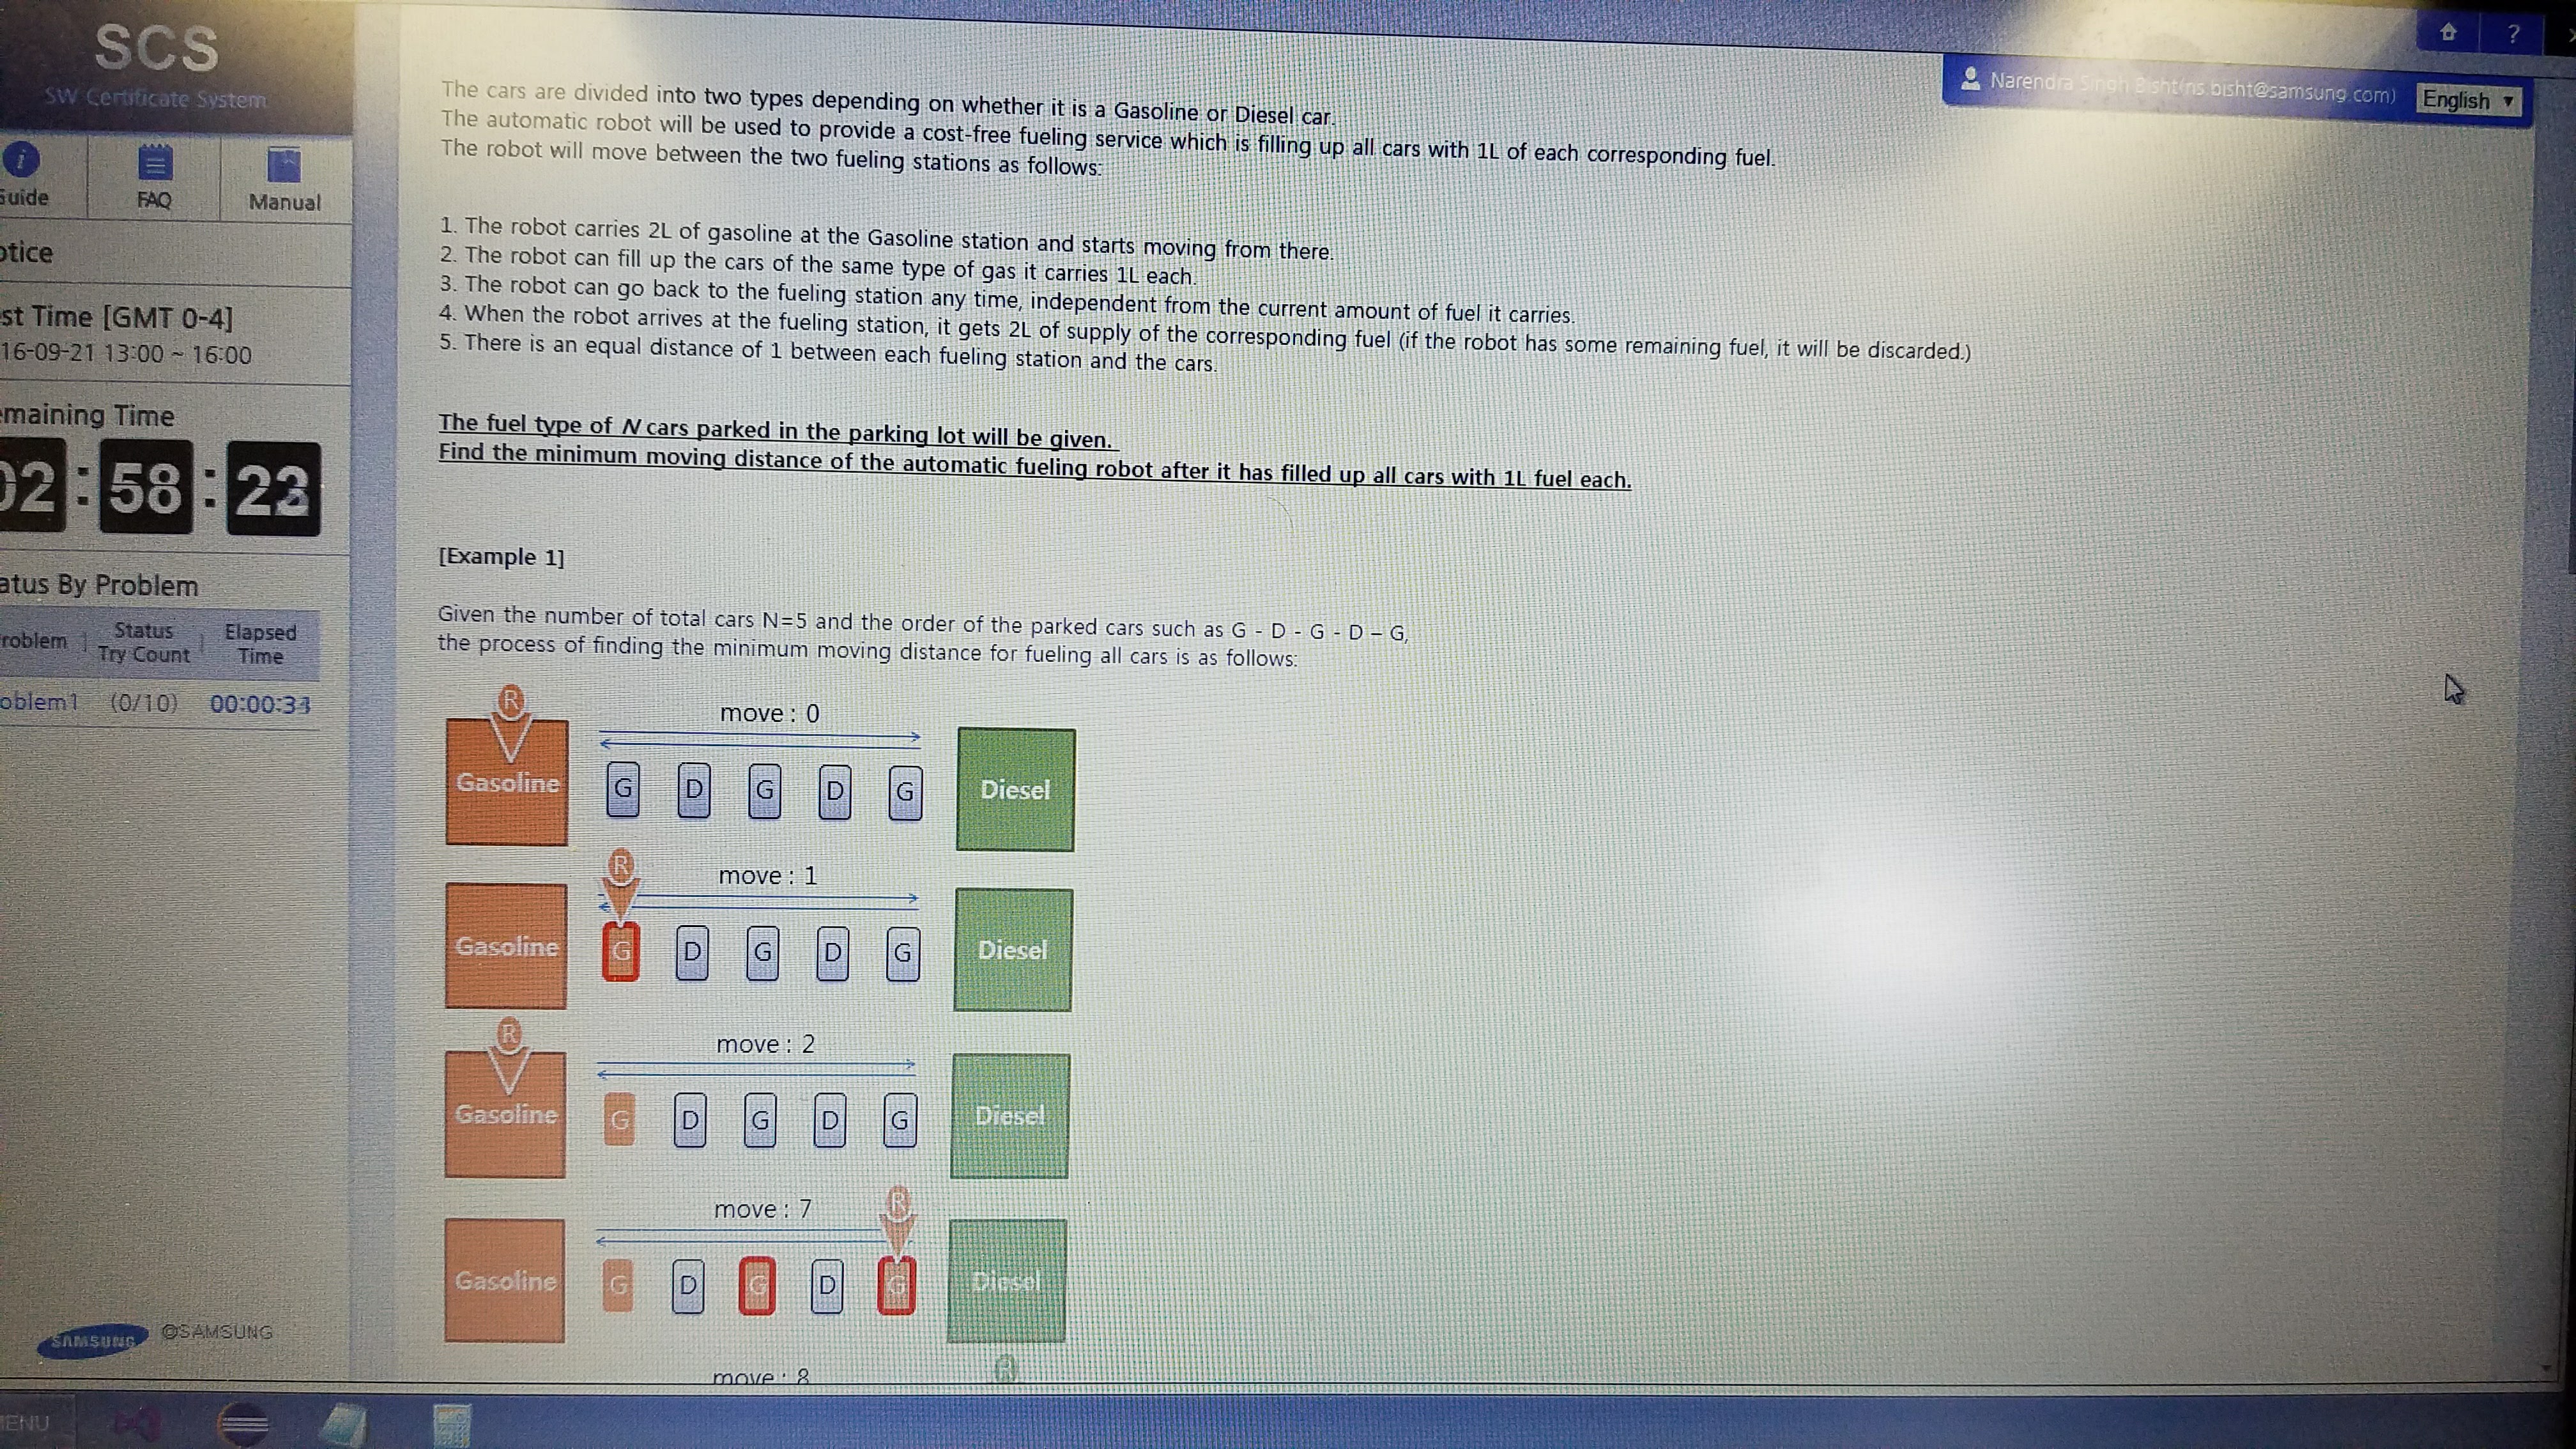 SCS
SW Certificate System
Guide
FAQ
Manual
otice
st Time [GMT 0-4]
16-09-21 13:00 ~ 16:00
maining Time
02:58:22
atus By Problem
roblem
Status
Try Count
Elapsed
Time
oblem1 (0/10) 00:00:3
SAMSUNG
@SAMSUNG
ENU
?
Narendra Singh Bisht(ns.bisht@samsung.com)
English
The cars are divided into two types depending on whether it is a Gasoline or Diesel car.
The automatic robot will be used to provide a cost-free fueling service which is filling up all cars with 1L of each corresponding fuel.
The robot will move between the two fueling stations as follows:
1. The robot carries 2L of gasoline at the Gasoline station and starts moving from there.
2. The robot can fill up the cars of the same type of gas it carries 1L each.
3. The robot can go back to the fueling station any time, independent from the current amount of fuel it carries.
4. When the robot arrives at the fueling station, it gets 2L of supply of the corresponding fuel (if the robot has some remaining fuel, it will be discarded.)
5. There is an equal distance of 1 between each fueling station and the cars.
The fuel type of N cars parked in the parking lot will be given.
Find the minimum moving distance of the automatic fueling robot after it has filled up all cars with 1L fuel each.
[Example 1]
Given the number of total cars N=5 and the order of the parked cars such as G - D - G - D – G,
the process of finding the minimum moving distance for fueling all cars is as follows:
R
move : 0
Gasoline G D G D G Diesel
R
move : 1
Gasoline G D G D G Diesel
R
move : 2
Gasoline G D G D G Diesel
R
move : 7
Gasoline G D G D G Diesel
move : 8
R